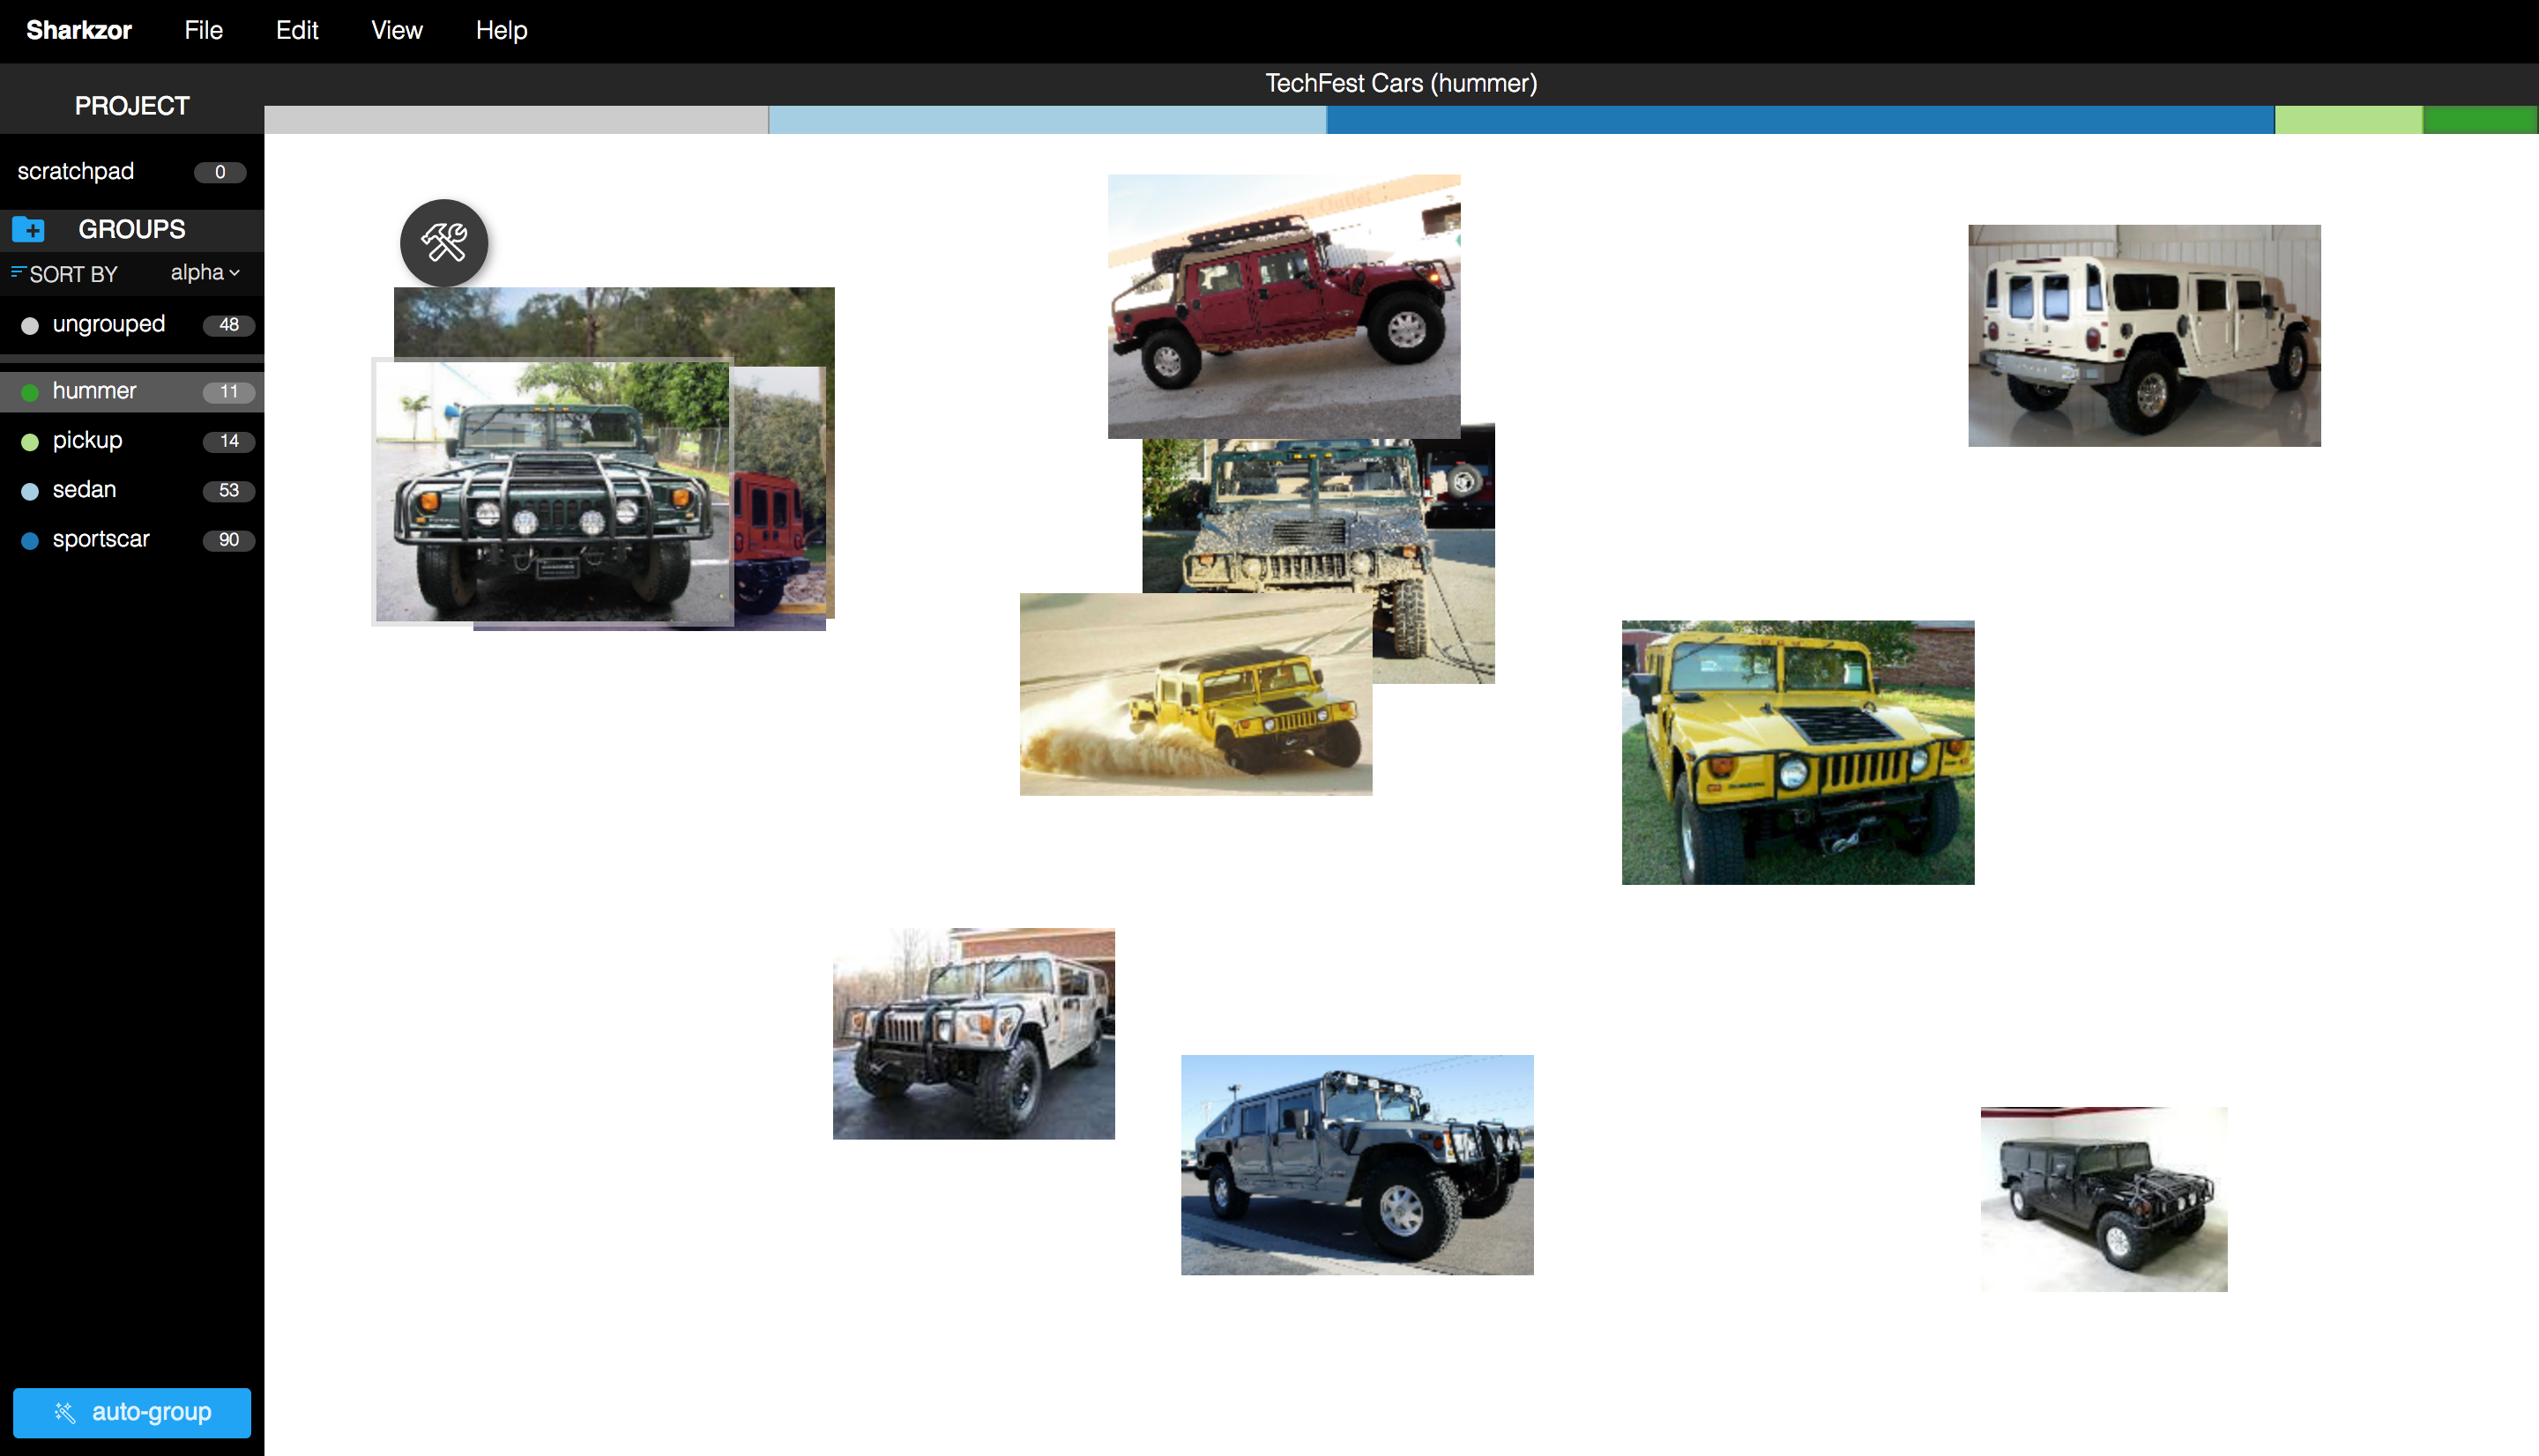 Sharkzor File Edit View Help
TechFest Cars (hummer)
PROJECT
scratchpad 0
GROUPS
SORT BY alpha
ungrouped 48
hummer 11
pickup 14
sedan 53
sportscar 90
auto-group